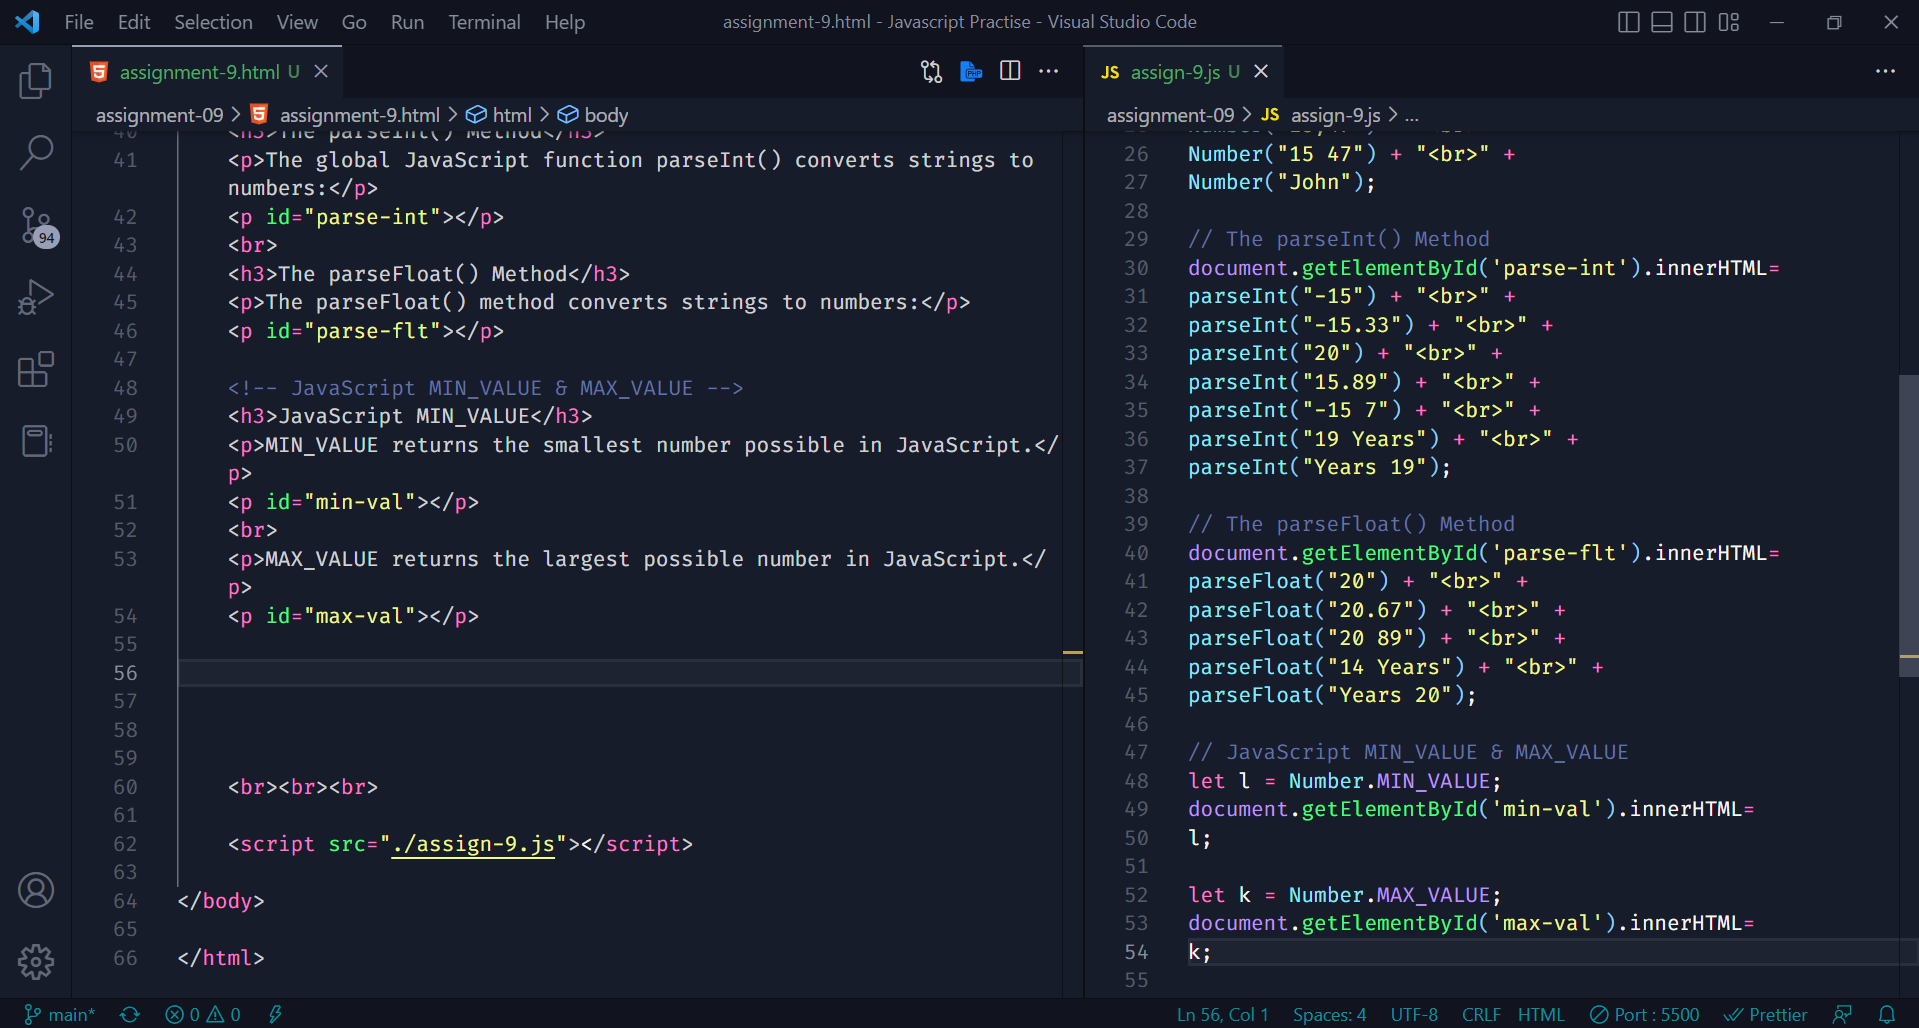 File Edit Selection View Go Run Terminal Help
assignment-9.html - Javascript Practise - Visual Studio Code
assignment-9.html U
assignment-09 > assignment-9.html > html > body
40 <h3>The parseInt() Method</h3>
41 <p>The global JavaScript function parseInt() converts strings to
numbers:</p>
42 <p id="parse-int"></p>
43 <br>
44 <h3>The parseFloat() Method</h3>
45 <p>The parseFloat() method converts strings to numbers:</p>
46 <p id="parse-flt"></p>
47
48 <!-- JavaScript MIN_VALUE & MAX_VALUE -->
49 <h3>JavaScript MIN_VALUE</h3>
50 <p>MIN_VALUE returns the smallest number possible in JavaScript.</
p>
51 <p id="min-val"></p>
52 <br>
53 <p>MAX_VALUE returns the largest possible number in JavaScript.</
p>
54 <p id="max-val"></p>
55
56
57
58
59
60 <br><br><br>
61
62 <script src="./assign-9.js"></script>
63
64 </body>
65
66 </html>
94
JS assign-9.js U
assignment-09 > JS assign-9.js > ...
26 Number("15 47") + "<br>" +
27 Number("John");
28
29 // The parseInt() Method
30 document.getElementById('parse-int').innerHTML=
31 parseInt("-15") + "<br>" +
32 parseInt("-15.33") + "<br>" +
33 parseInt("20") + "<br>" +
34 parseInt("15.89") + "<br>" +
35 parseInt("-15 7") + "<br>" +
36 parseInt("19 Years") + "<br>" +
37 parseInt("Years 19");
38
39 // The parseFloat() Method
40 document.getElementById('parse-flt').innerHTML=
41 parseFloat("20") + "<br>" +
42 parseFloat("20.67") + "<br>" +
43 parseFloat("20 89") + "<br>" +
44 parseFloat("14 Years") + "<br>" +
45 parseFloat("Years 20");
46
47 // JavaScript MIN_VALUE & MAX_VALUE
48 let l = Number.MIN_VALUE;
49 document.getElementById('min-val').innerHTML=
50 l;
51
52 let k = Number.MAX_VALUE;
53 document.getElementById('max-val').innerHTML=
54 k;
55
main* 0 0
Ln 56, Col 1 Spaces: 4 UTF-8 CRLF HTML Port : 5500 Prettier